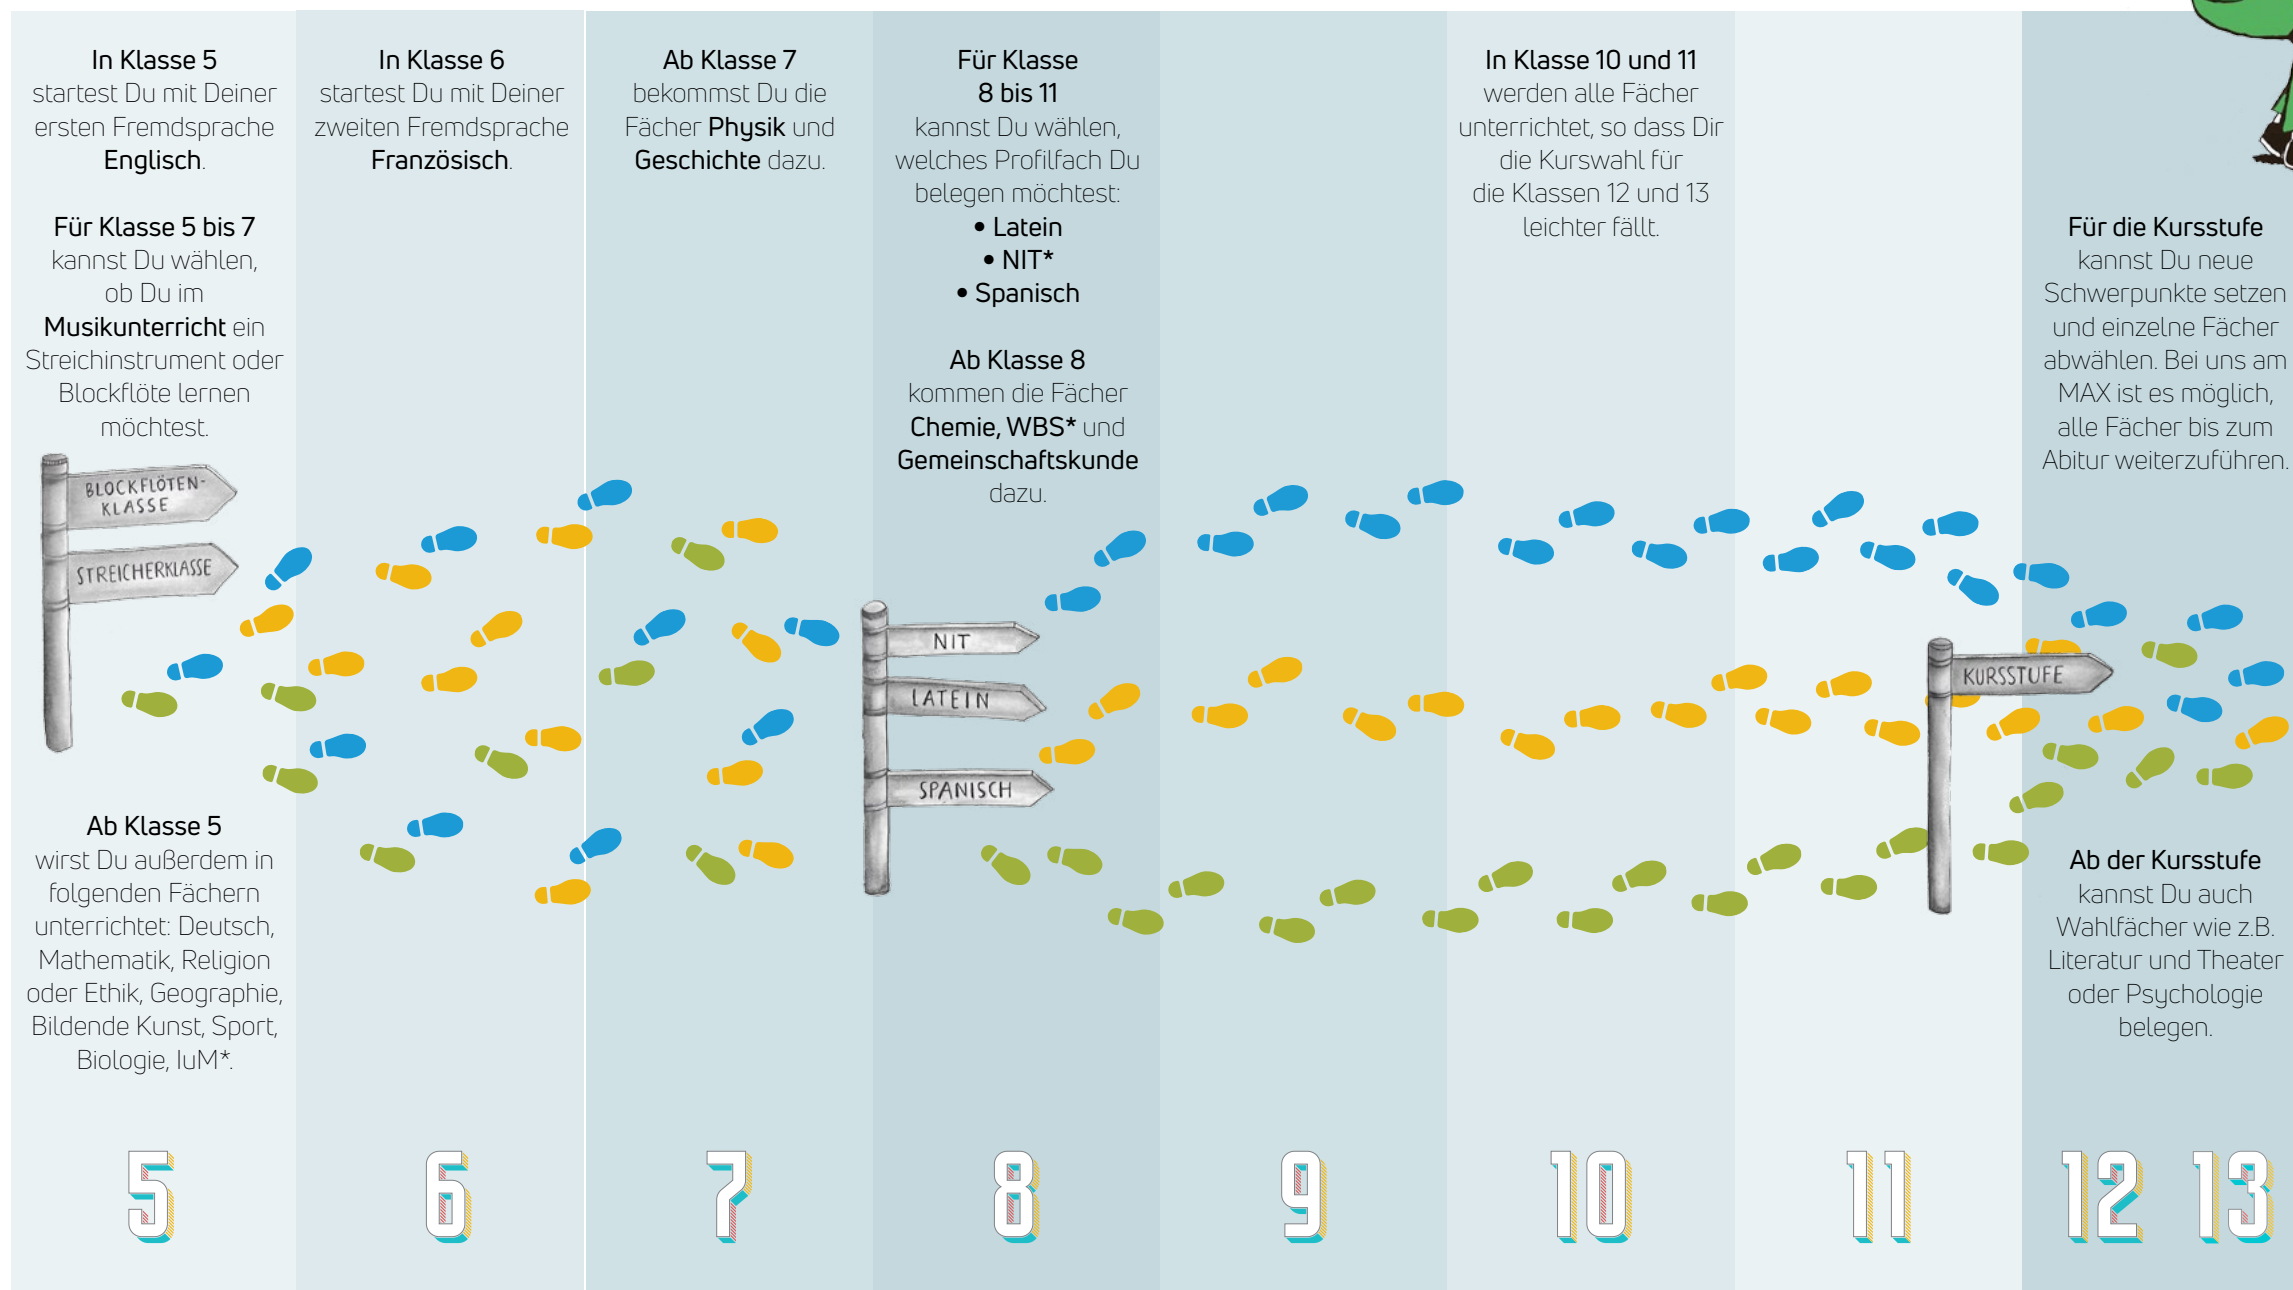 In Klasse 5
startest Du mit Deiner
ersten Fremdsprache
Englisch.
Für Klasse 5 bis 7
kannst Du wählen,
ob Du im
Musikunterricht ein
Streichinstrument oder
Blockflöte lernen
möchtest.
BLOCKFLÖTEN-
KLASSE
STREICHERKLASSE
Ab Klasse 5
wirst Du außerdem in
folgenden Fächern
unterrichtet: Deutsch,
Mathematik, Religion
oder Ethik, Geographie,
Bildende Kunst, Sport,
Biologie, IuM*.
5
In Klasse 6
startest Du mit Deiner
zweiten Fremdsprache
Französisch.
6
Ab Klasse 7
bekommst Du die
Fächer Physik und
Geschichte dazu.
7
Für Klasse
8 bis 11
kannst Du wählen,
welches Profilfach Du
belegen möchtest:
• Latein
• NIT*
• Spanisch
Ab Klasse 8
kommen die Fächer
Chemie, WBS* und
Gemeinschaftskunde
dazu.
NIT
LATEIN
SPANISCH
8
9
In Klasse 10 und 11
werden alle Fächer
unterrichtet, so dass Dir
die Kurswahl für
die Klassen 12 und 13
leichter fällt.
10
11
Für die Kursstufe
kannst Du neue
Schwerpunkte setzen
und einzelne Fächer
abwählen. Bei uns am
MAX ist es möglich,
alle Fächer bis zum
Abitur weiterzuführen.
KURSSTUFE
Ab der Kursstufe
kannst Du auch
Wahlfächer wie z.B.
Literatur und Theater
oder Psychologie
belegen.
12 13